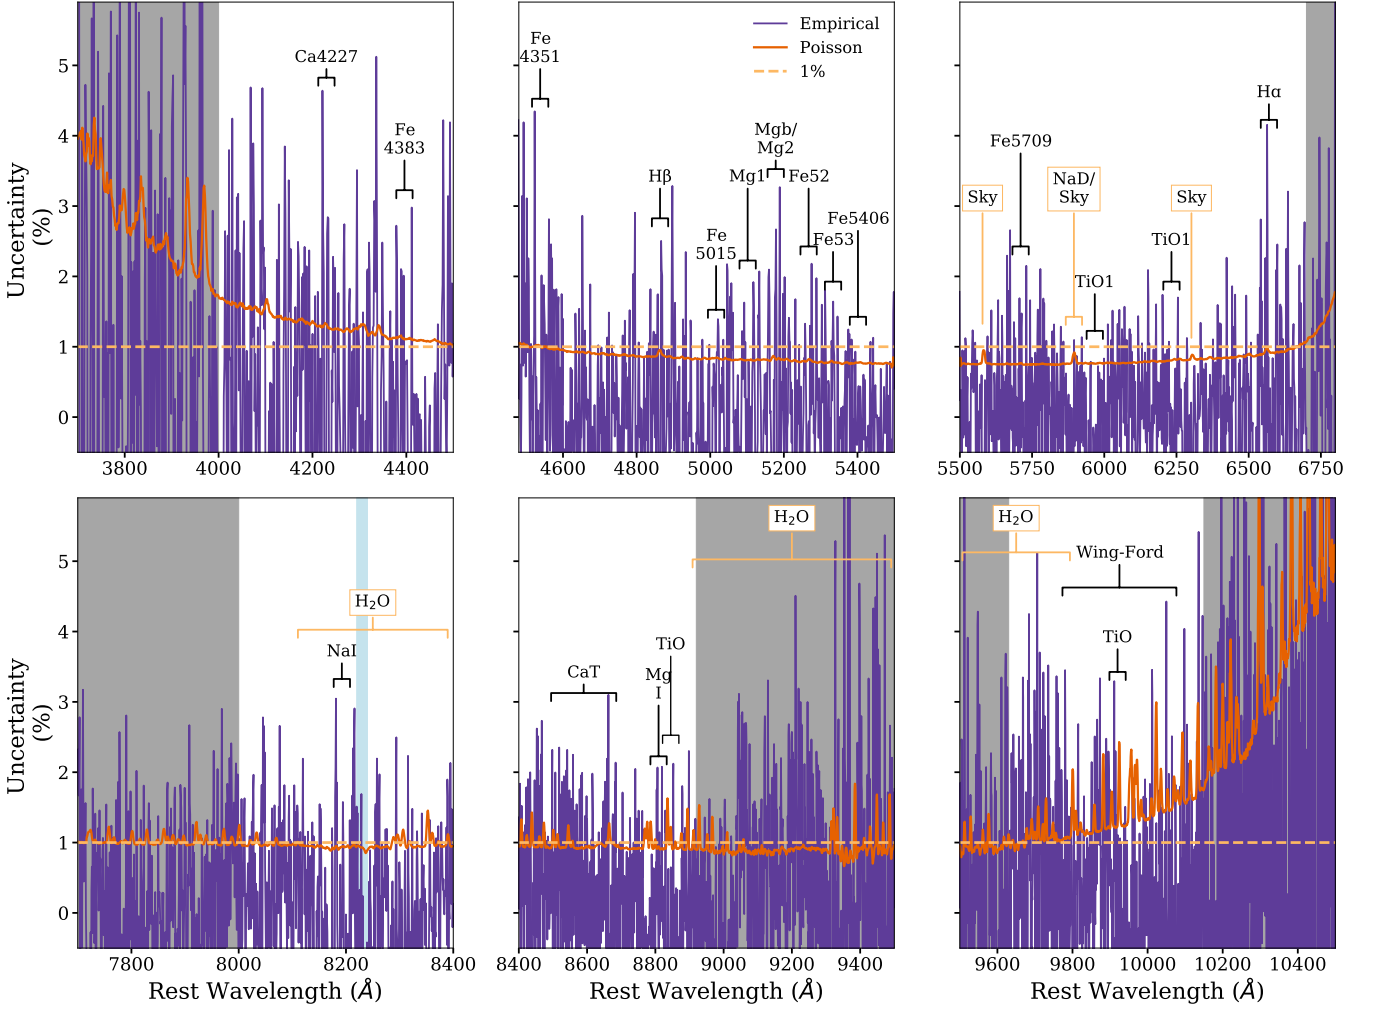 Uncertainty
(%)
5
4
3
2
1
0
3800
4000
4200
4400
Ca4227
Fe
4383
4600
4800
5000
5200
5400
Fe
4351
Hβ
Fe
5015
Mg1
Mgb/
Mg2
Fe52
Fe53
Fe5406
Empirical
Poisson
1%
5500
5750
6000
6250
6500
6750
Sky
Fe5709
NaD/
Sky
TiO1
TiO1
Sky
Hα
Uncertainty
(%)
5
4
3
2
1
0
7800
8000
8200
8400
Rest Wavelength (Å)
H₂O
NaI
8400
8600
8800
9000
9200
9400
Rest Wavelength (Å)
CaT
Mg
I
TiO
H₂O
9600
9800
10000
10200
10400
Rest Wavelength (Å)
H₂O
Wing-Ford
TiO